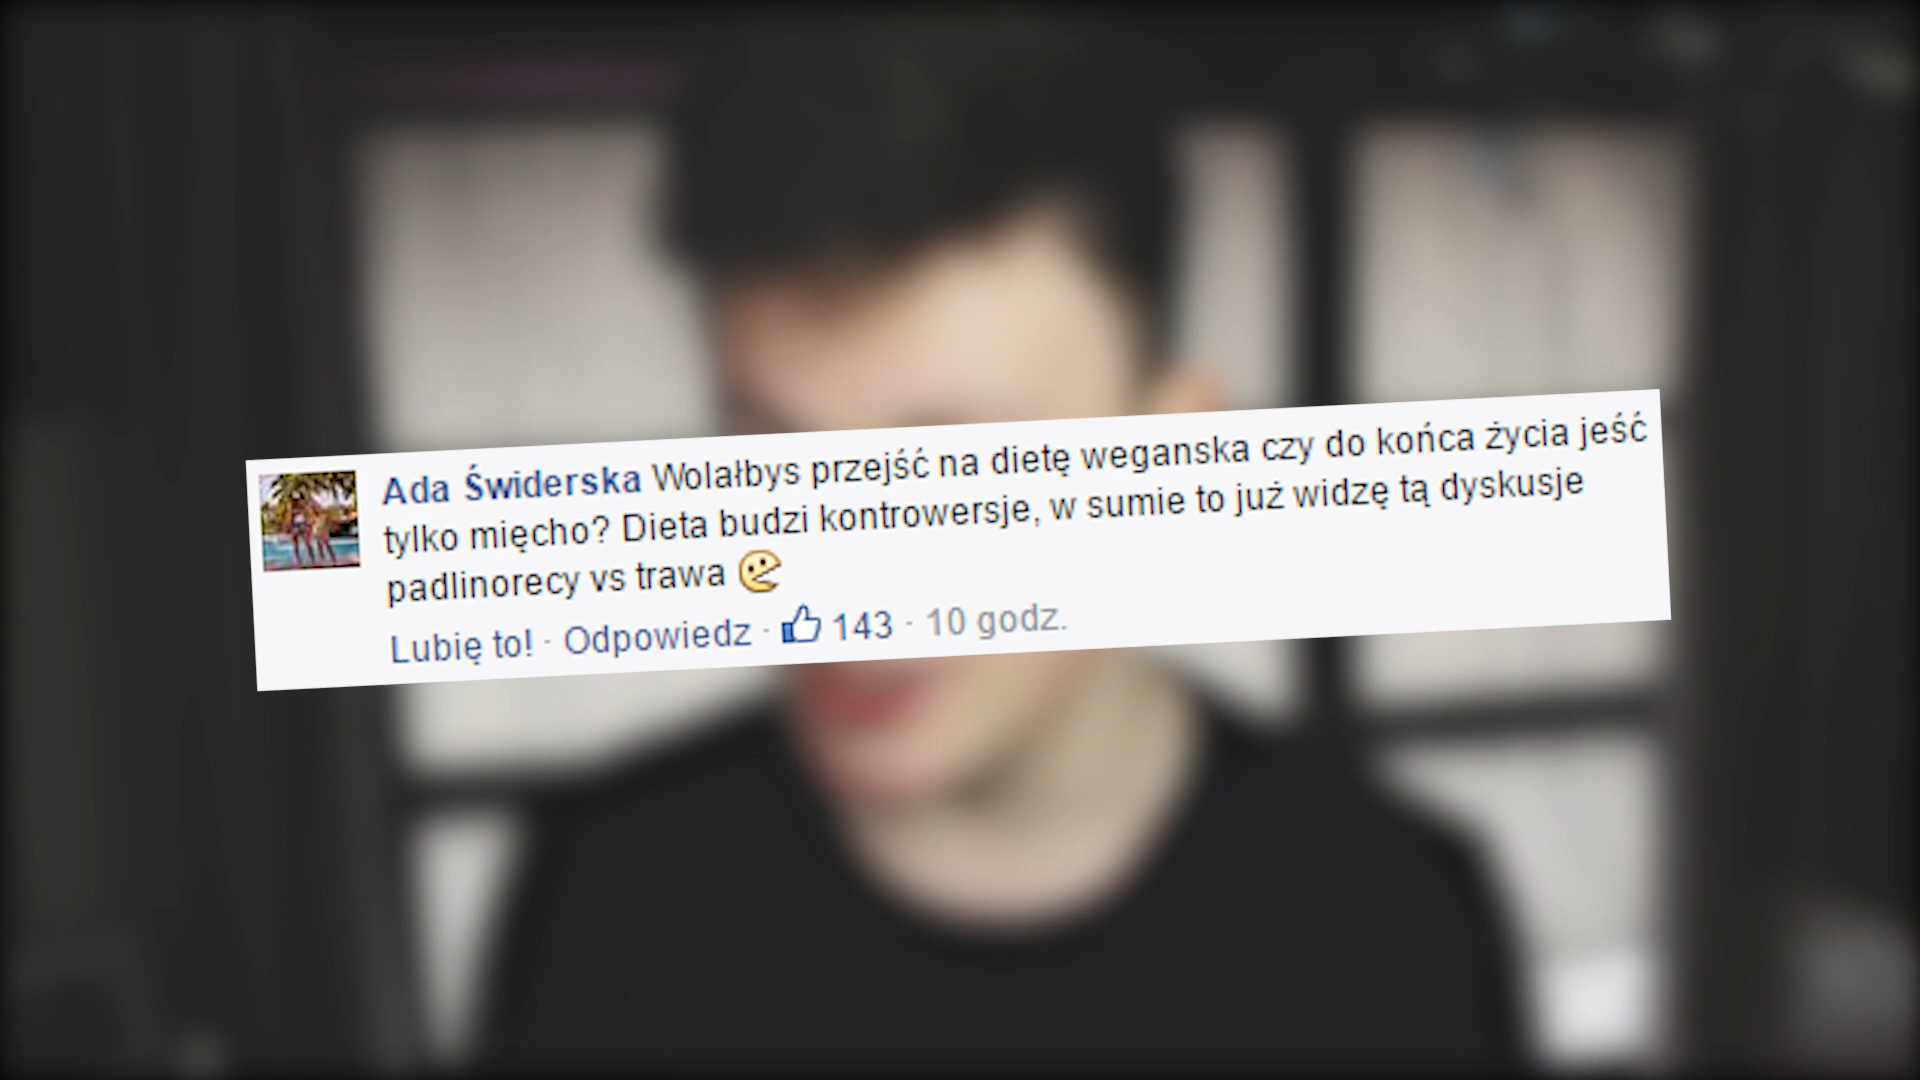 Ada Świderska Wolałbys przejść na dietę weganska czy do końca życia jeść
tylko mięcho? Dieta budzi kontrowersje, w sumie to już widzę tą dyskusje
padlinorecy vs trawa
Lubię to! · Odpowiedz · 143 · 10 godz.